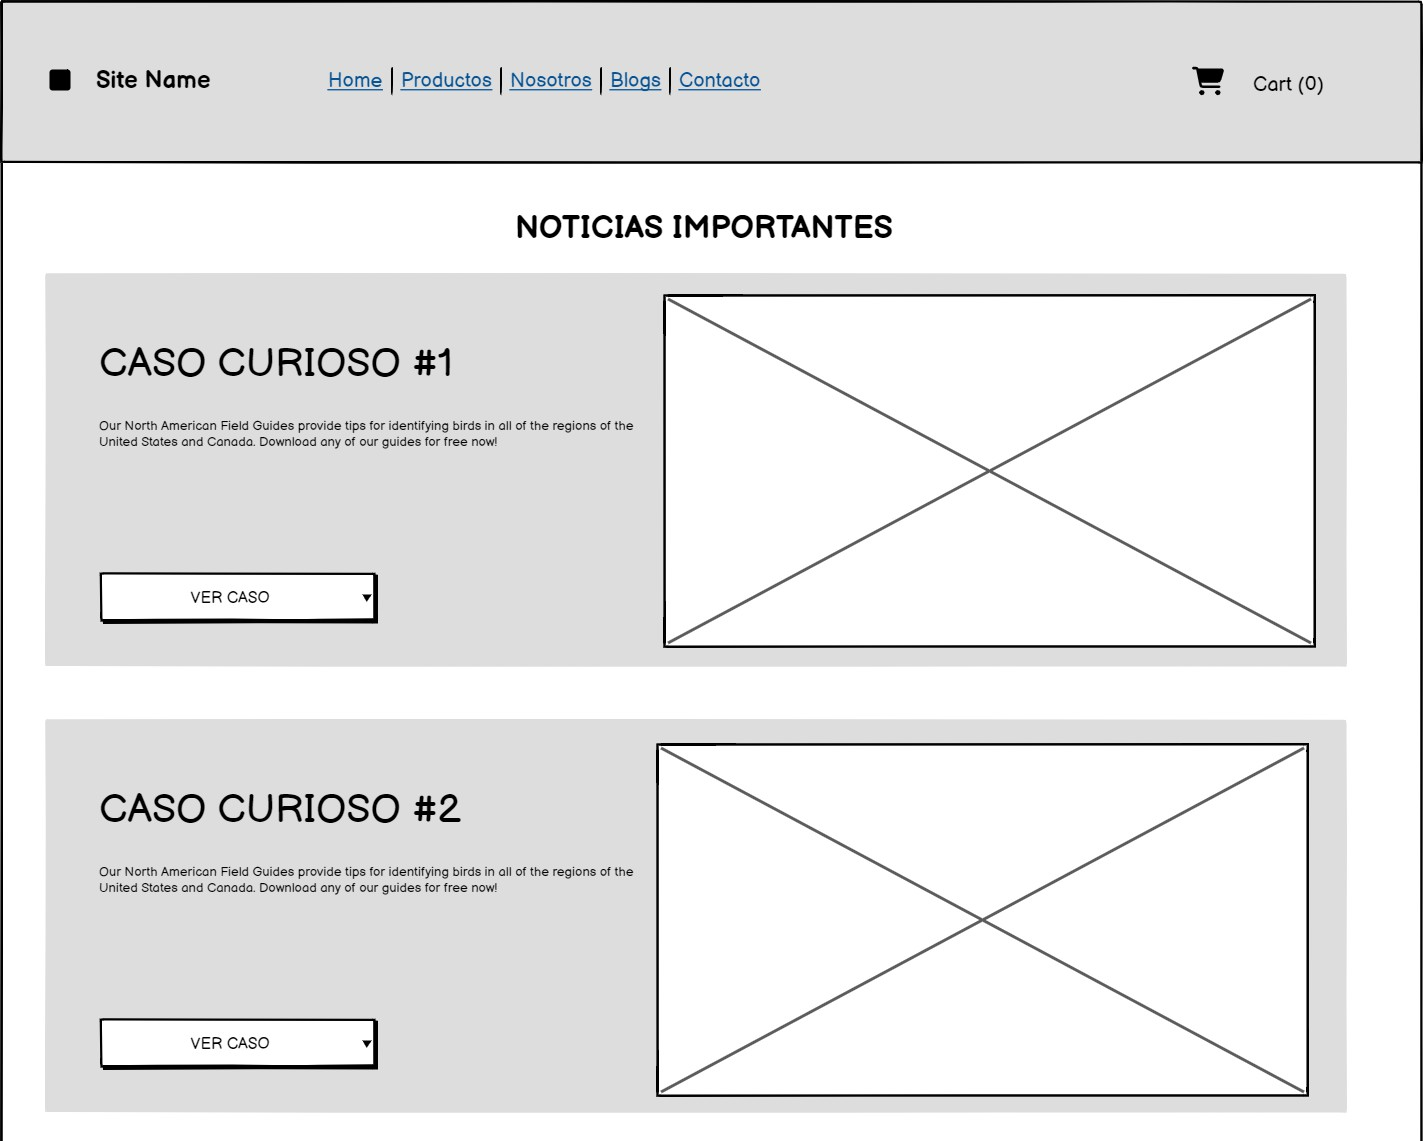 Site Name
Home Productos Nosotros Blogs Contacto
Cart (0)
NOTICIAS IMPORTANTES
CASO CURIOSO #1
Our North American Field Guides provide tips for identifying birds in all of the regions of the
United States and Canada. Download any of our guides for free now!
VER CASO
CASO CURIOSO #2
Our North American Field Guides provide tips for identifying birds in all of the regions of the
United States and Canada. Download any of our guides for free now!
VER CASO